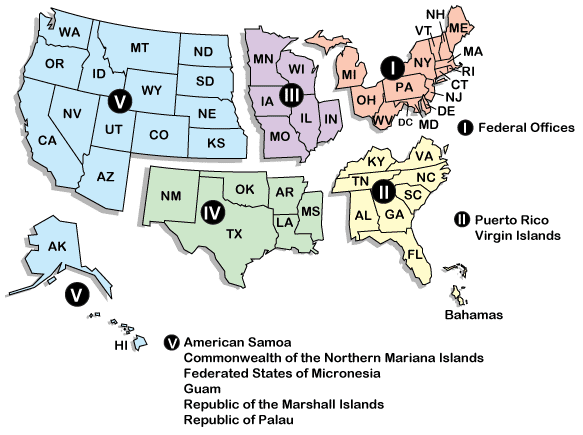 NH
VT
ME
WA
MT
ND
OR
ID
SD
WY
MN
WI
MI
NY
MA
RI
CT
NV
UT
NE
IA
III
I
PA
NJ
V
CO
IL
IN
OH
DE
CA
KS
MO
WV
DC
MD
I Federal Offices
AZ
KY
VA
NM
OK
AR
TN
II
NC
SC
IV
MS
LA
AL
GA
TX
II Puerto Rico
Virgin Islands
AK
FL
V
Bahamas
HI
V American Samoa
Commonwealth of the Northern Mariana Islands
Federated States of Micronesia
Guam
Republic of the Marshall Islands
Republic of Palau